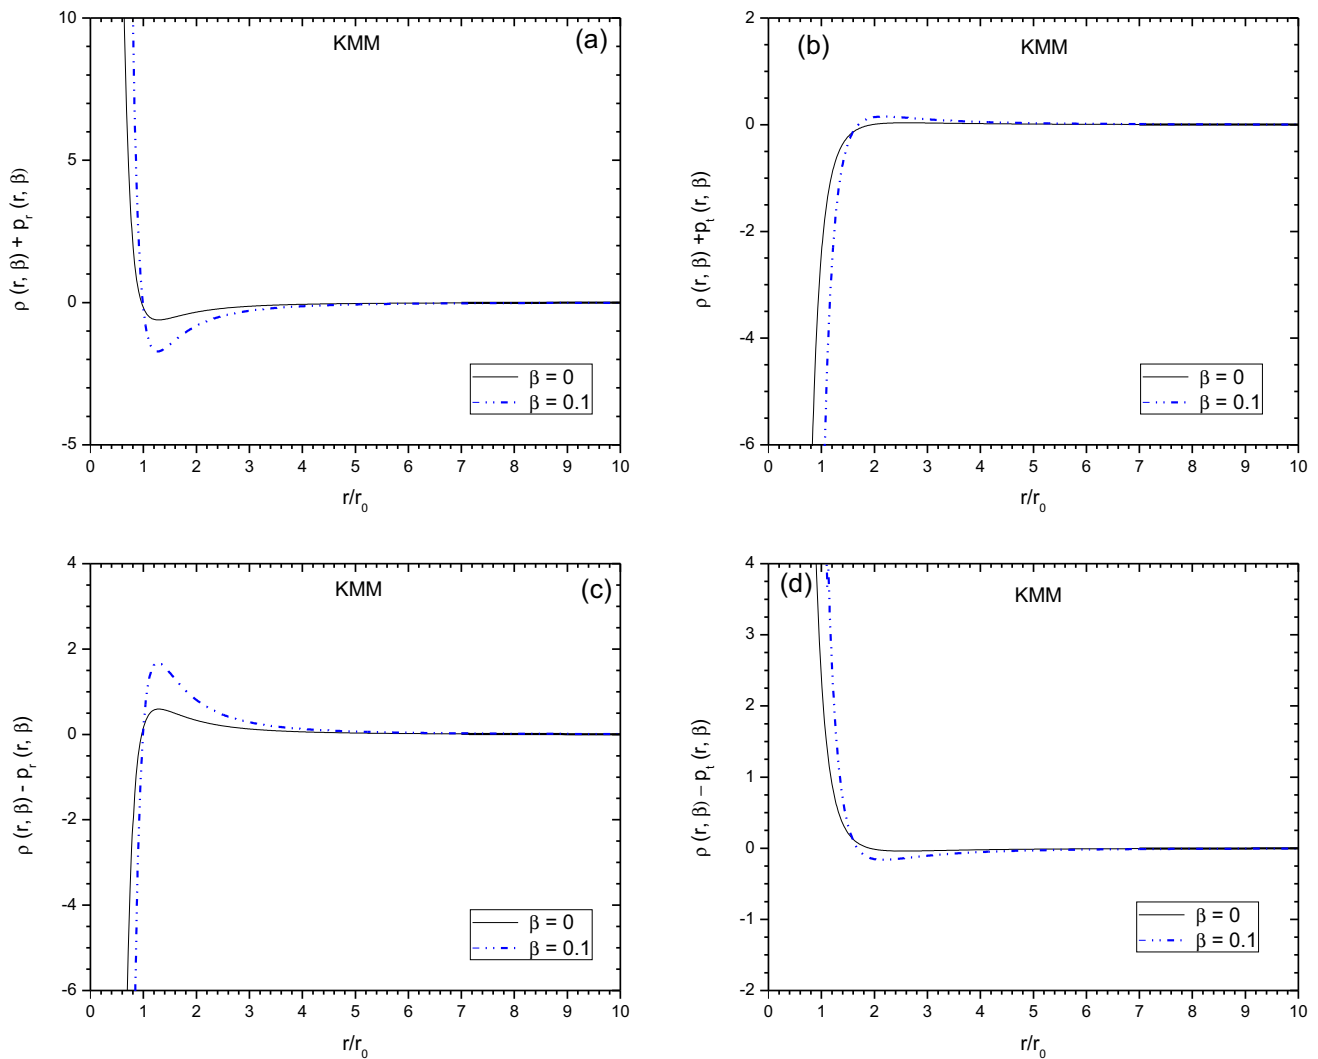 KMM
(a)
10
5
0
-5
ρ (r, β) + p_r (r, β)
β = 0
β = 0.1
0 1 2 3 4 5 6 7 8 9 10
r/r_0
KMM
(b)
2
0
-2
-4
-6
ρ (r, β) +p_t (r, β)
β = 0
β = 0.1
0 1 2 3 4 5 6 7 8 9 10
r/r_0
KMM
(c)
4
2
0
-2
-4
-6
ρ (r, β) - p_r (r, β)
β = 0
β = 0.1
0 1 2 3 4 5 6 7 8 9 10
r/r_0
KMM
(d)
4
3
2
1
0
-1
-2
ρ (r, β) – p_t (r, β)
β = 0
β = 0.1
0 1 2 3 4 5 6 7 8 9 10
r/r_0